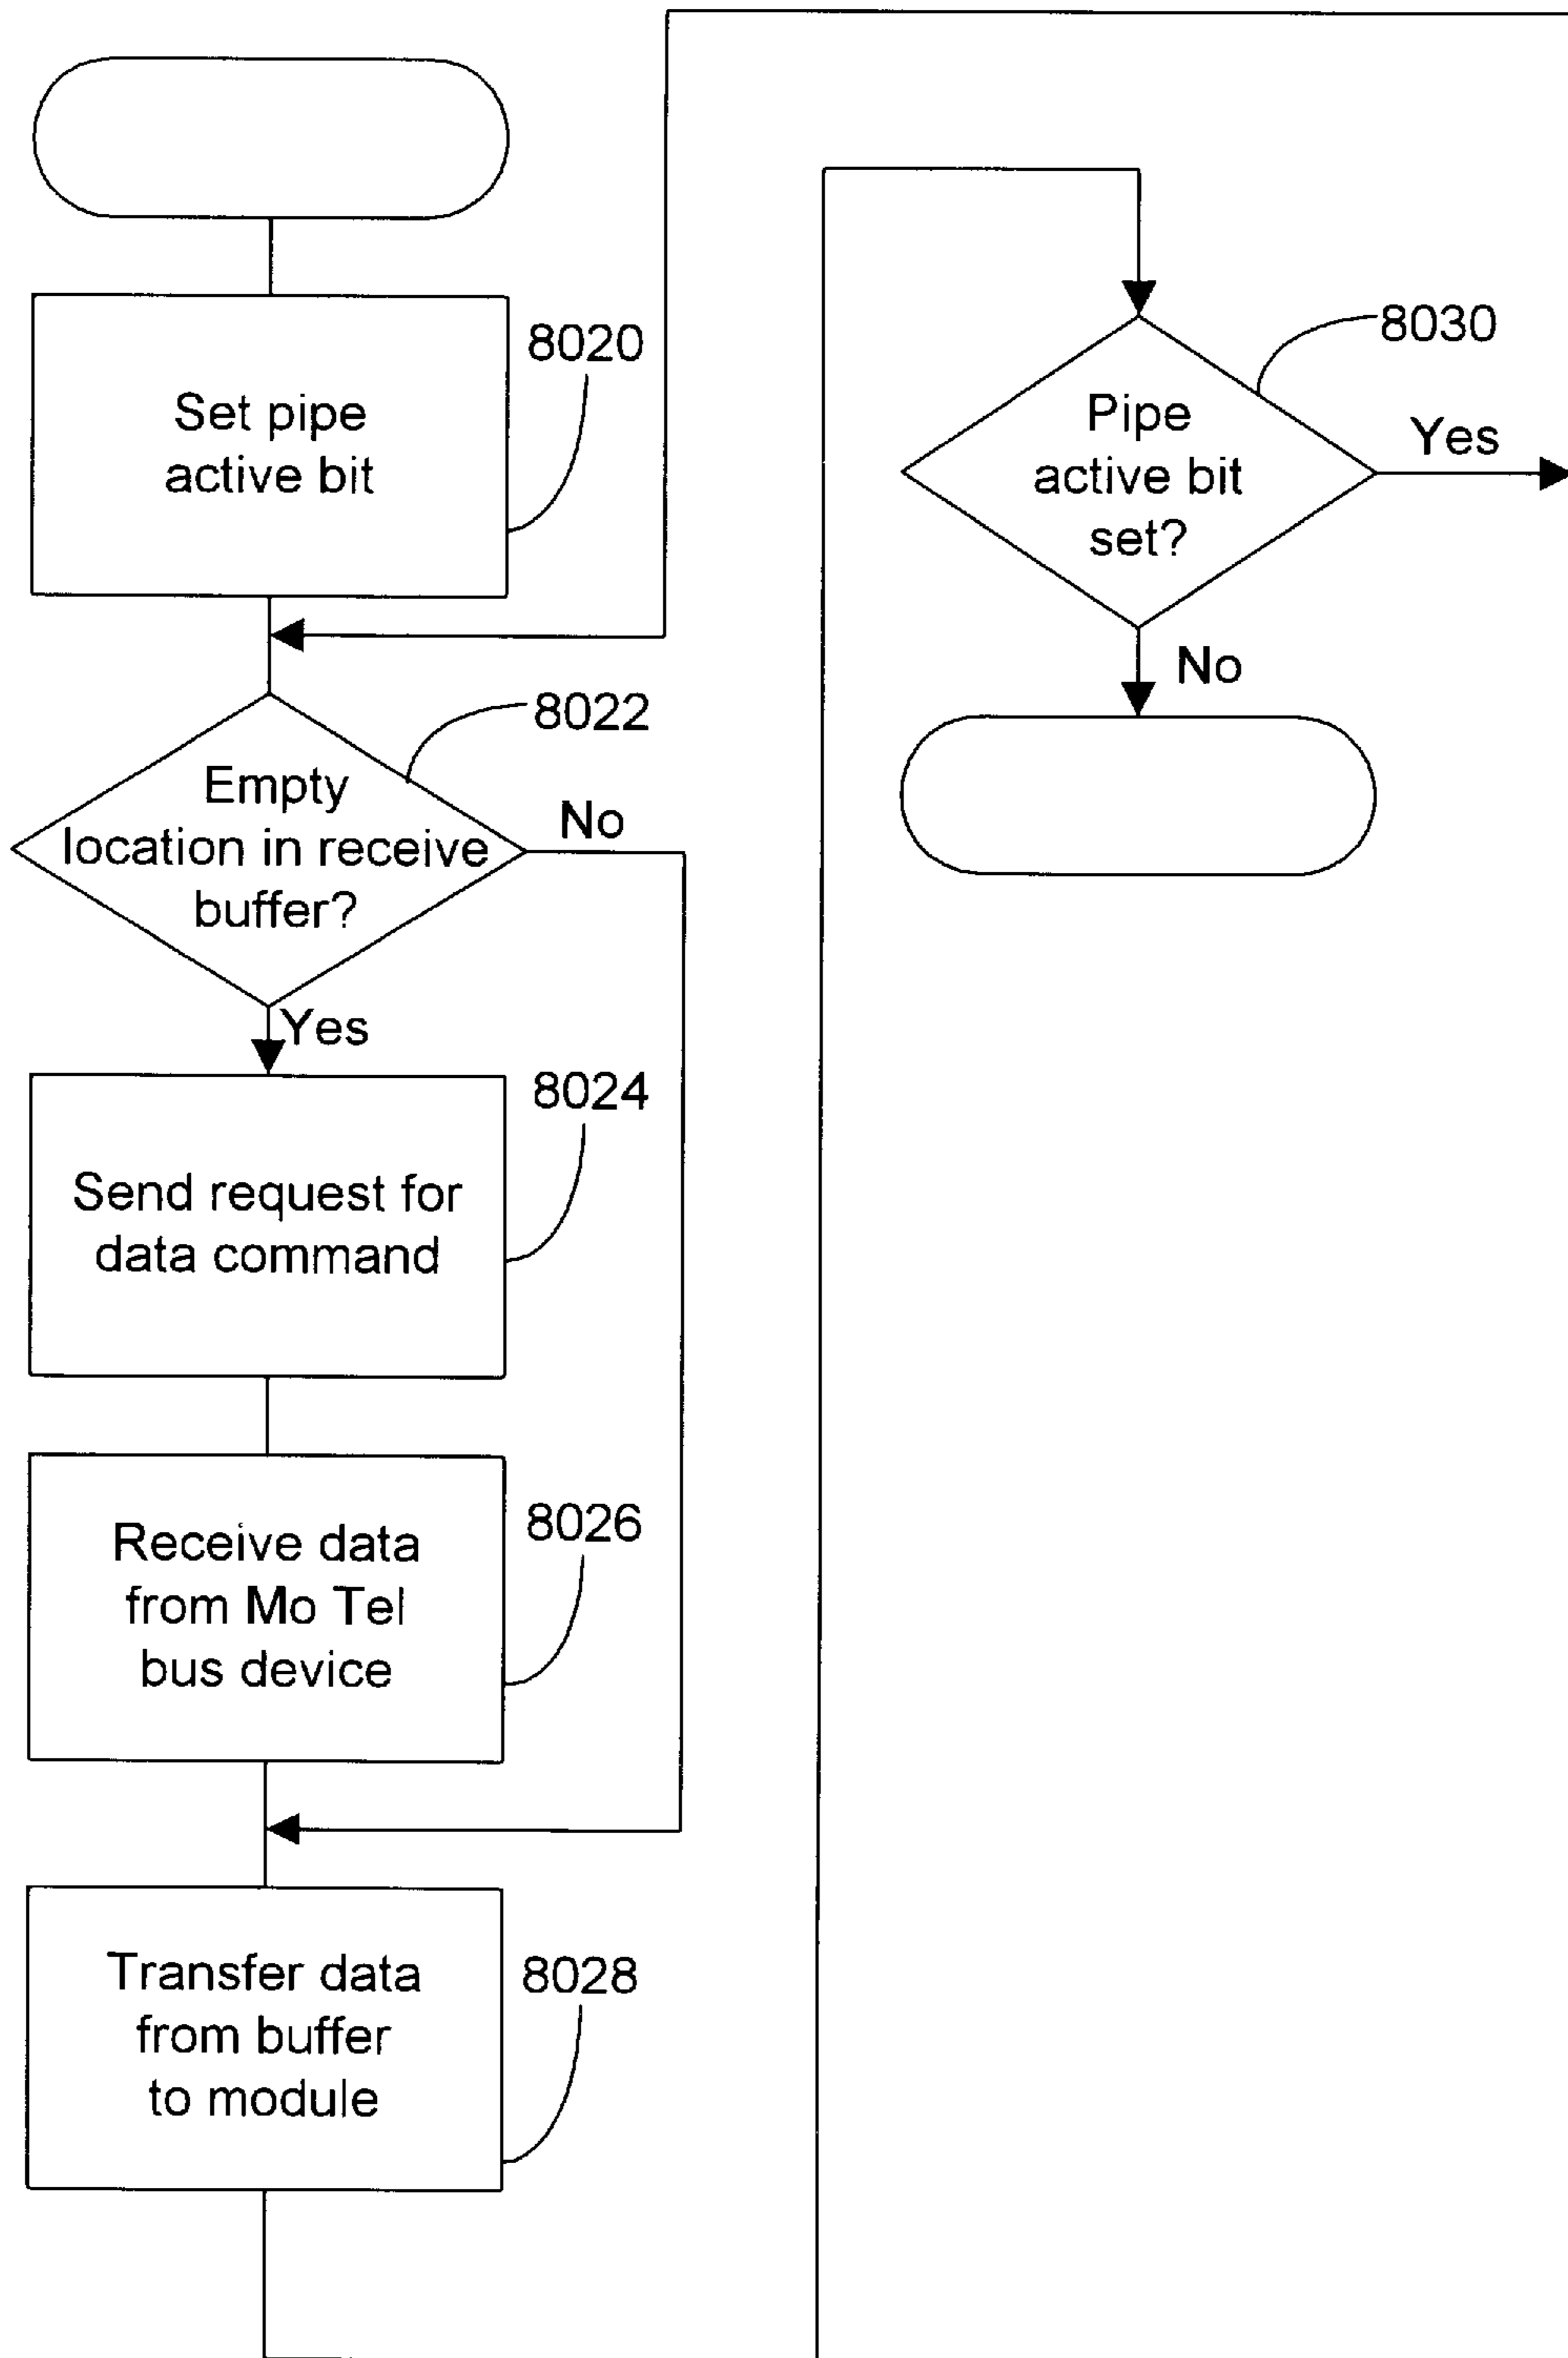 Set pipe
active bit
8020
Empty
location in receive
buffer?
8022
No
Yes
Send request for
data command
8024
Receive data
from Mo Tel
bus device
8026
Transfer data
from buffer
to module
8028
Pipe
active bit
set?
8030
Yes
No